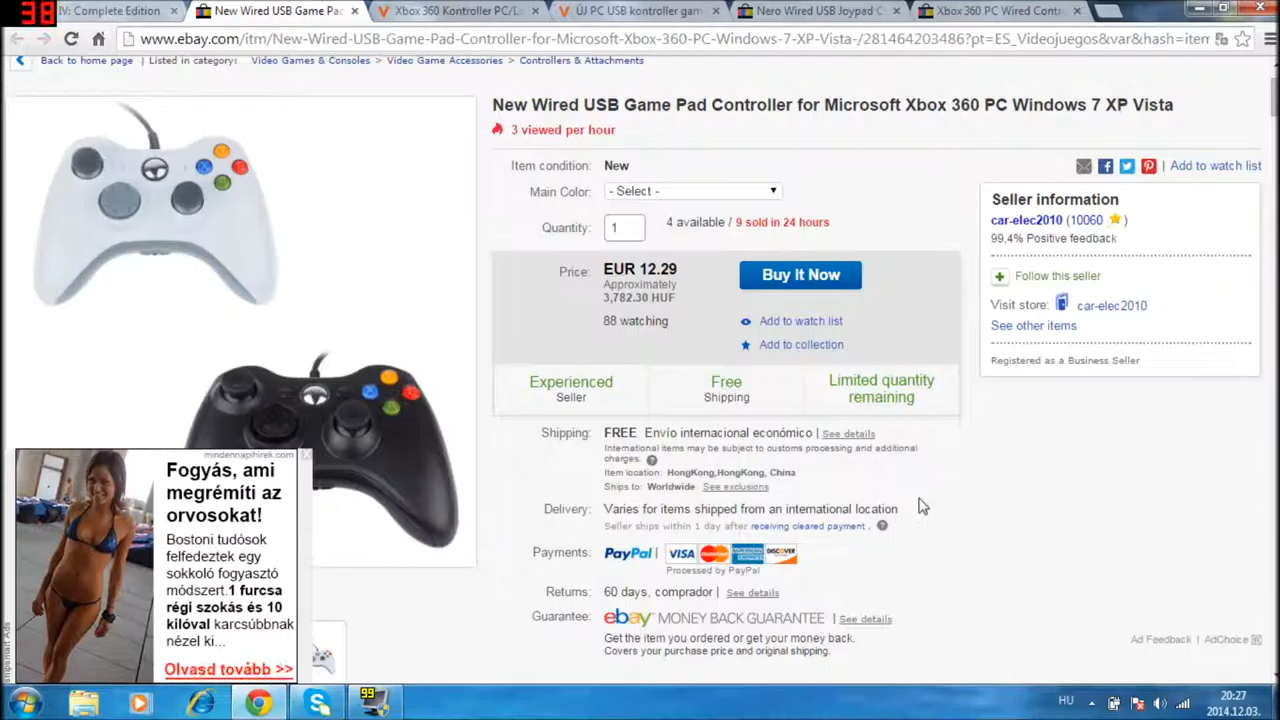 38
IV: Complete Edition
New Wired USB Game Pa
Xbox 360 Kontroller PC/L
ÚJ PC USB kontroller gam
Nero Wired USB Joypad C
Xbox 360 PC Wired Contr
www.ebay.com/itm/New-Wired-USB-Game-Pad-Controller-for-Microsoft-Xbox-360-PC-Windows-7-XP-Vista-/281464203486?pt=ES_Videojuegos&var&hash=item
Back to home page | Listed in category: Video Games & Consoles > Video Game Accessories > Controllers & Attachments
New Wired USB Game Pad Controller for Microsoft Xbox 360 PC Windows 7 XP Vista
3 viewed per hour
Item condition: New
Add to watch list
Main Color: - Select -
Quantity: 1 4 available / 9 sold in 24 hours
Price: EUR 12.29
Approximately
3,782.30 HUF
Buy It Now
88 watching
Add to watch list
Add to collection
Experienced
Seller
Free
Shipping
Limited quantity
remaining
Seller information
car-elec2010 (10060 )
99,4% Positive feedback
Follow this seller
Visit store: car-elec2010
See other items
Registered as a Business Seller
Shipping: FREE Envío internacional económico | See details
International items may be subject to customs processing and additional
charges.
Item location: HongKong,HongKong, China
Ships to: Worldwide See exclusions
Delivery: Varies for items shipped from an international location
Seller ships within 1 day after receiving cleared payment .
Payments: PayPal VISA MasterCard AMERICAN EXPRESS DISCOVER
Processed by PayPal
Returns: 60 days, comprador | See details
Guarantee: ebay MONEY BACK GUARANTEE | See details
Get the item you ordered or get your money back.
Covers your purchase price and original shipping.
Ad Feedback | AdChoice
mindennapihirek.com
Fogyás, ami
megrémíti az
orvosokat!
Bostoni tudósok
felfedeztek egy
sokkoló fogyasztó
módszert.1 furcsa
régi szokás és 10
kilóval karcsúbbnak
nézel ki...
Olvasd tovább >>
99
HU
20:27
2014.12.03.